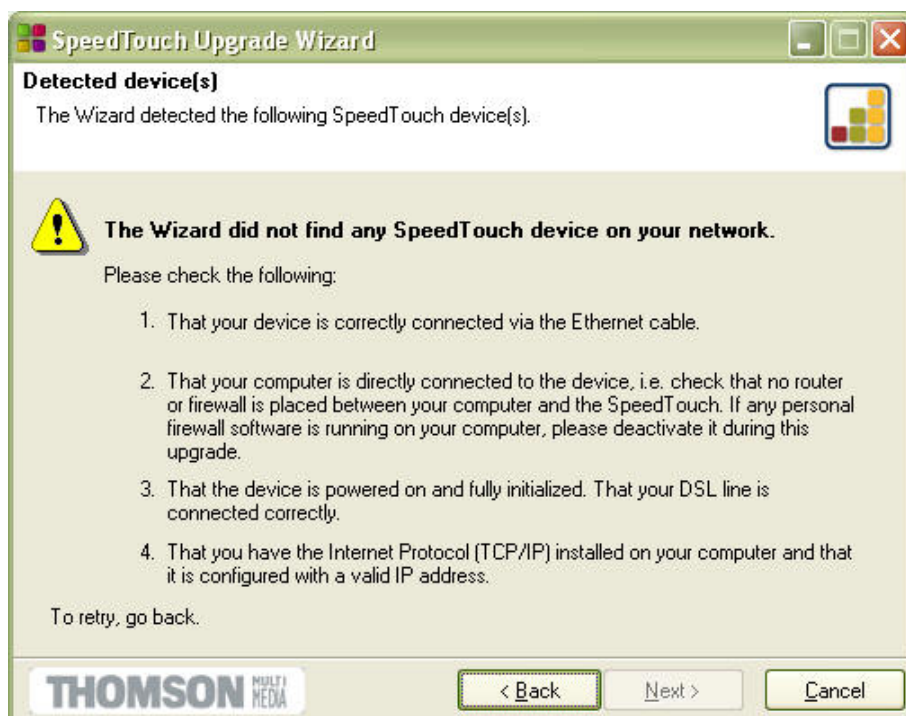 SpeedTouch Upgrade Wizard
Detected device(s)
The Wizard detected the following SpeedTouch device(s).
The Wizard did not find any SpeedTouch device on your network.
Please check the following:
1. That your device is correctly connected via the Ethernet cable.
2. That your computer is directly connected to the device, i.e. check that no router
or firewall is placed between your computer and the SpeedTouch. If any personal
firewall software is running on your computer, please deactivate it during this
upgrade.
3. That the device is powered on and fully initialized. That your DSL line is
connected correctly.
4. That you have the Internet Protocol (TCP/IP) installed on your computer and that
it is configured with a valid IP address.
To retry, go back.
THOMSON MULTI MEDIA
< Back Next > Cancel